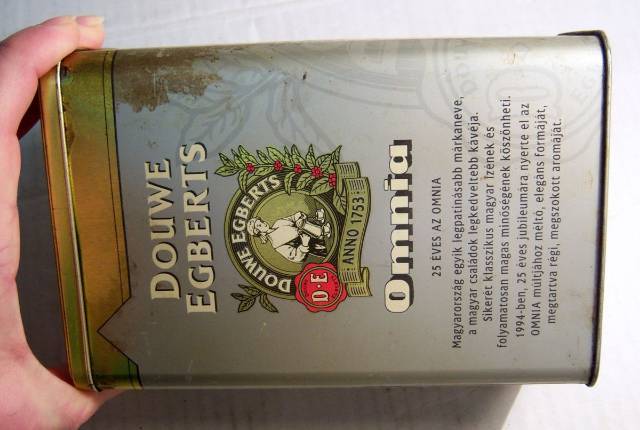 DOUWE
EGBERTS
DOUWE EGBERTS
D·E
ANNO 1753
Omnia
25 ÉVES AZ OMNIA
Magyarország egyik legpatinásabb márkaneve,
a magyar családok legkedveltebb kávéja.
Sikerét klasszikus magyar ízének és
folyamatosan magas minőségének köszönheti.
1994-ben, 25 éves jubileumára nyerte el az
OMNIA múltjához méltó, elegáns formáját,
megtartva régi, megszokott aromáját.